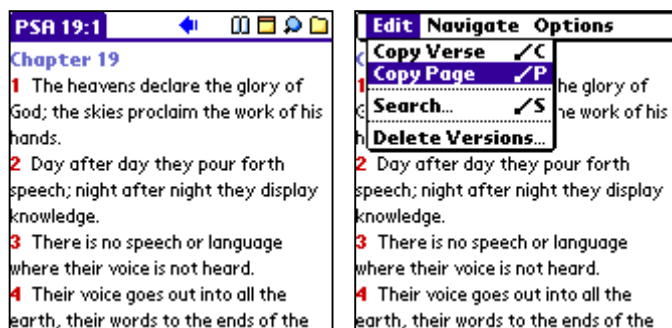 PSA 19:1
Chapter 19
1 The heavens declare the glory of
God; the skies proclaim the work of his
hands.
2 Day after day they pour forth
speech; night after night they display
knowledge.
3 There is no speech or language
where their voice is not heard.
4 Their voice goes out into all the
earth, their words to the ends of the
Edit Navigate Options
Copy Verse /C
Copy Page /P
Search... /S
Delete Versions...
1 he glory of
ne work of his
2 Day after day they pour forth
speech; night after night they display
knowledge.
3 There is no speech or language
where their voice is not heard.
4 Their voice goes out into all the
earth, their words to the ends of the